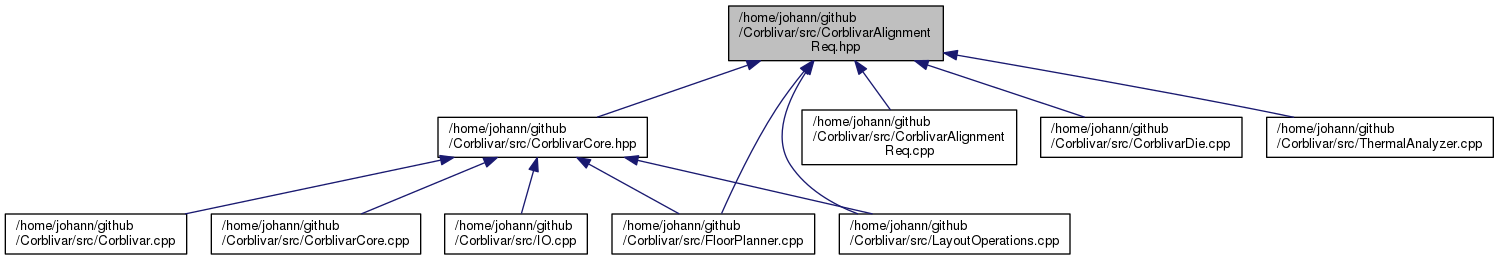 /home/johann/github
/Corblivar/src/CorblivarAlignment
Req.hpp
/home/johann/github
/Corblivar/src/CorblivarCore.hpp
/home/johann/github
/Corblivar/src/CorblivarAlignment
Req.cpp
/home/johann/github
/Corblivar/src/CorblivarDie.cpp
/home/johann/github
/Corblivar/src/ThermalAnalyzer.cpp
/home/johann/github
/Corblivar/src/Corblivar.cpp
/home/johann/github
/Corblivar/src/CorblivarCore.cpp
/home/johann/github
/Corblivar/src/IO.cpp
/home/johann/github
/Corblivar/src/FloorPlanner.cpp
/home/johann/github
/Corblivar/src/LayoutOperations.cpp